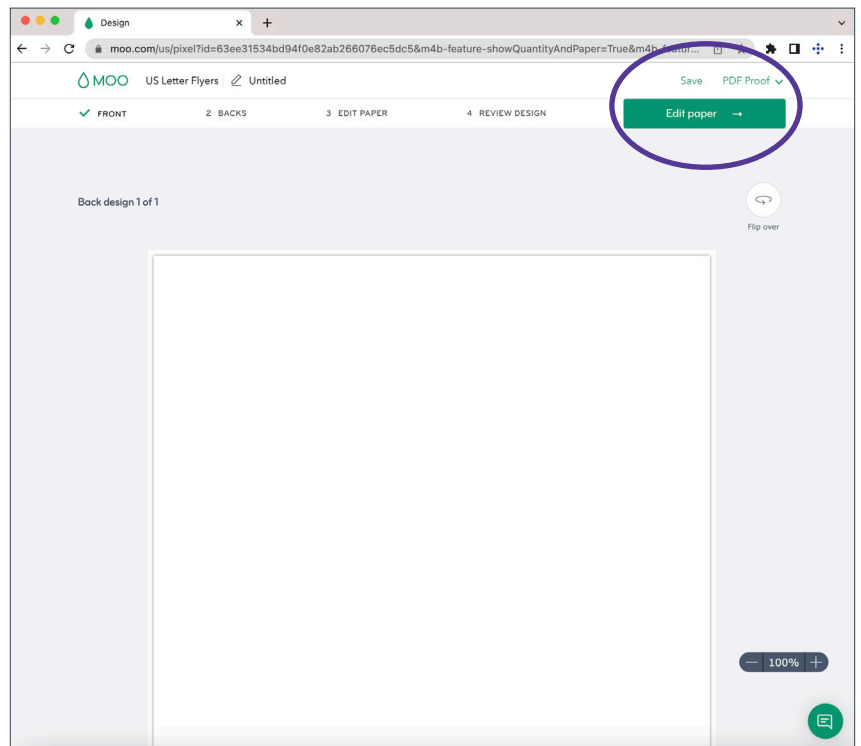 Design
moo.com/us/pixel?id=63ee31534bd94f0e82ab266076ec5dc5&m4b-feature-showQuantityAndPaper=True&m4b-featur...
MOO US Letter Flyers Untitled Save PDF Proof
FRONT 2 BACKS 3 EDIT PAPER 4 REVIEW DESIGN Edit paper →
Back design 1 of 1
Flip over
100%